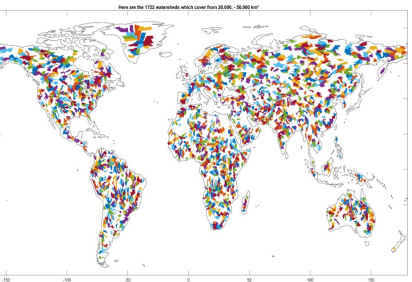 Here are the 1722 watersheds which cover from 20,000, - 50,000 km²
-150 -100 -50 0 50 100 150